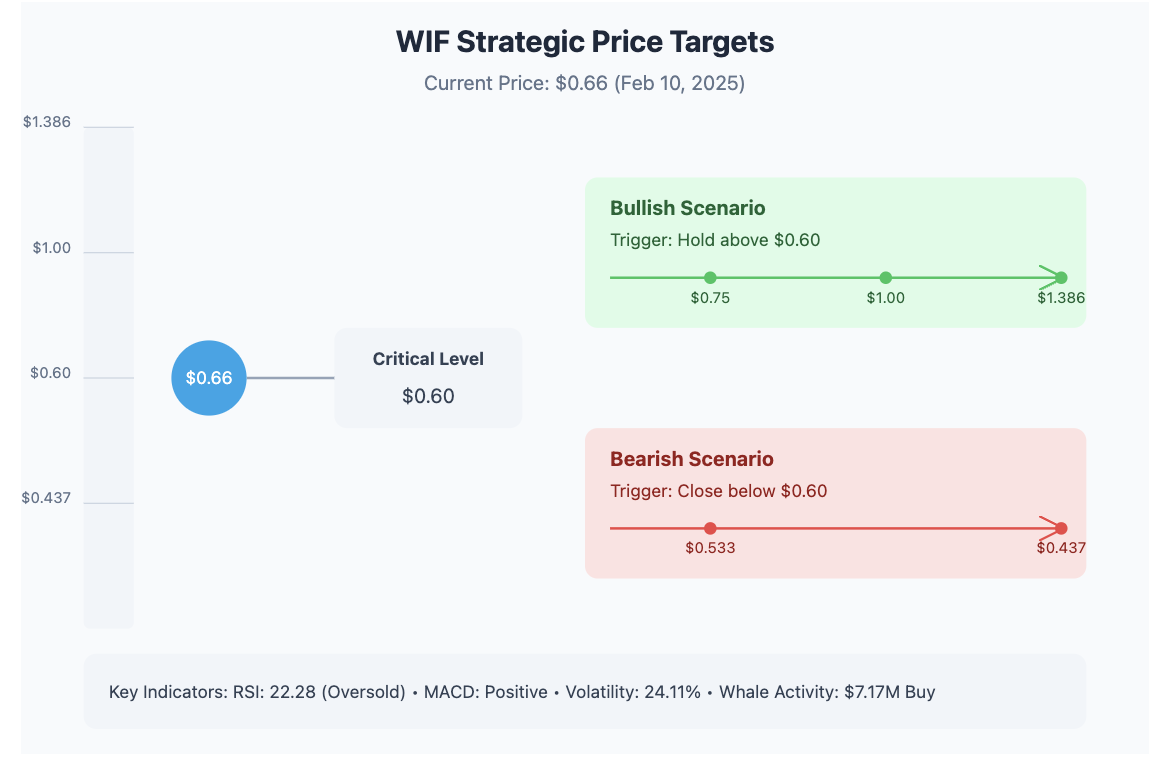 WIF Strategic Price Targets
Current Price: $0.66 (Feb 10, 2025)
$1.386
$1.00
$0.60
$0.437
$0.66
Critical Level
$0.60
Bullish Scenario
Trigger: Hold above $0.60
$0.75 $1.00 $1.386
Bearish Scenario
Trigger: Close below $0.60
$0.533 $0.437
Key Indicators: RSI: 22.28 (Oversold) • MACD: Positive • Volatility: 24.11% • Whale Activity: $7.17M Buy